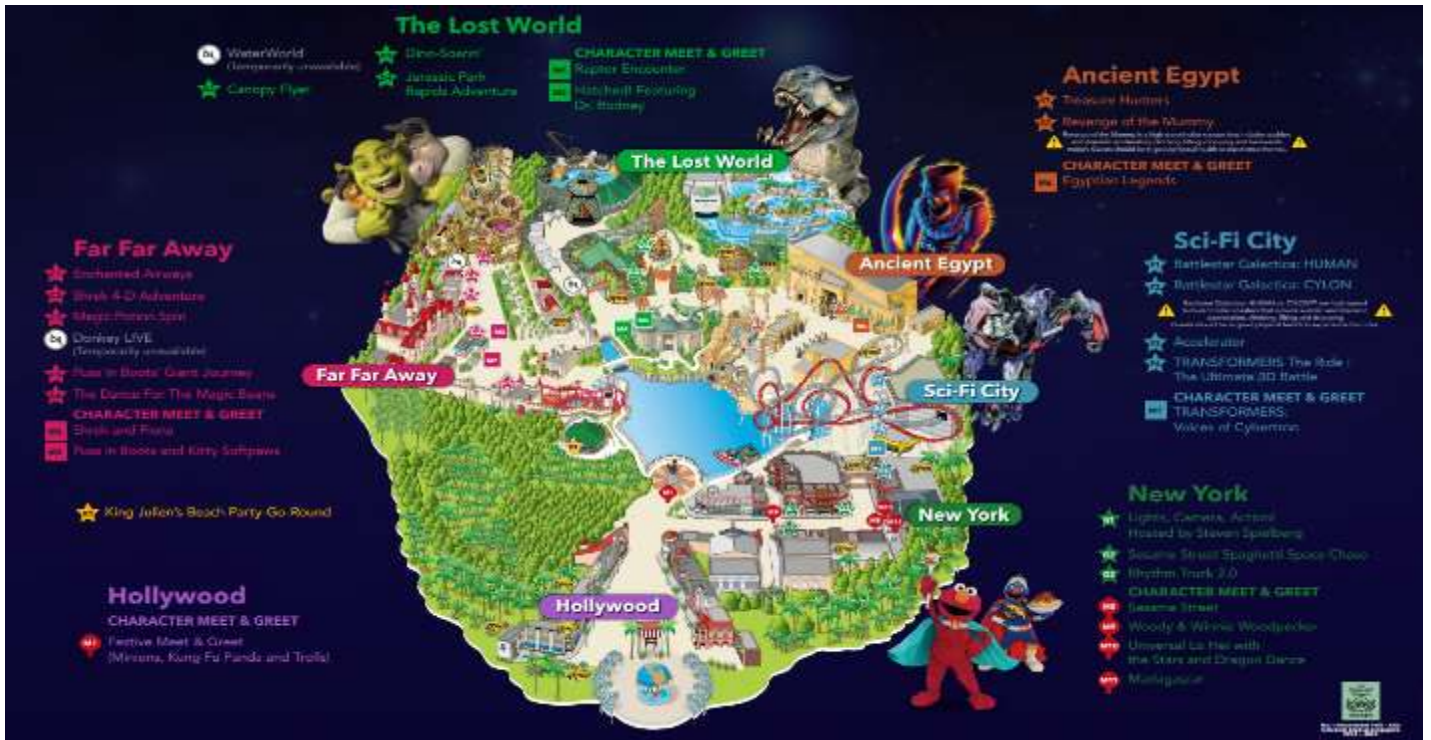 The Lost World
WaterWorld
(Temporarily unavailable)
Canopy Flyer
Dino-Soarin'
Jurassic Park
Rapids Adventure
CHARACTER MEET & GREET
Raptor Encounter
Hatched! Featuring
Dr. Rodney
Ancient Egypt
Treasure Hunters
Revenge of the Mummy
CHARACTER MEET & GREET
Egyptian Legends
Far Far Away
Enchanted Airways
Shrek 4-D Adventure
Magic Potion Spin
Donkey LIVE
(Temporarily unavailable)
Puss in Boots' Giant Journey
The Dance For The Magic Beans
CHARACTER MEET & GREET
Shrek and Fiona
Puss in Boots and Kitty Softpaws
King Julien's Beach Party Go Round
Hollywood
CHARACTER MEET & GREET
Festive Meet & Greet
(Minions, Kung Fu Panda and Trolls)
Sci-Fi City
Battlestar Galactica: HUMAN
Battlestar Galactica: CYLON
Accelerator
TRANSFORMERS The Ride :
The Ultimate 3D Battle
CHARACTER MEET & GREET
TRANSFORMERS:
Voices of Cybertron
New York
Lights, Camera, Action!
Hosted by Steven Spielberg
Sesame Street Spaghetti Space Chase
Rhythm Truck 2.0
CHARACTER MEET & GREET
Sesame Street
Woody & Winnie Woodpecker
Universal Lo Hei with
the Stars and Dragon Dance
Madagascar
The Lost World
Ancient Egypt
Far Far Away
Sci-Fi City
New York
Hollywood